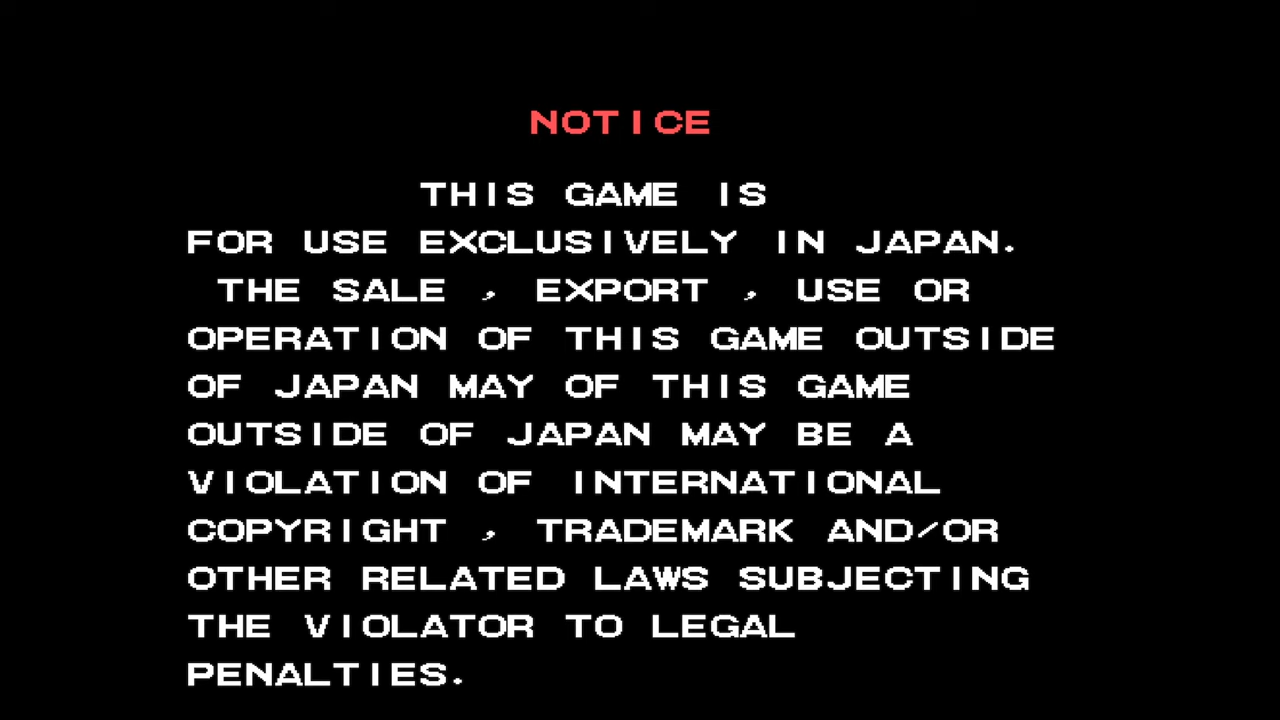 NOTICE
THIS GAME IS
FOR USE EXCLUSIVELY IN JAPAN.
THE SALE , EXPORT , USE OR
OPERATION OF THIS GAME OUTSIDE
OF JAPAN MAY OF THIS GAME
OUTSIDE OF JAPAN MAY BE A
VIOLATION OF INTERNATIONAL
COPYRIGHT , TRADEMARK AND/OR
OTHER RELATED LAWS SUBJECTING
THE VIOLATOR TO LEGAL
PENALTIES.